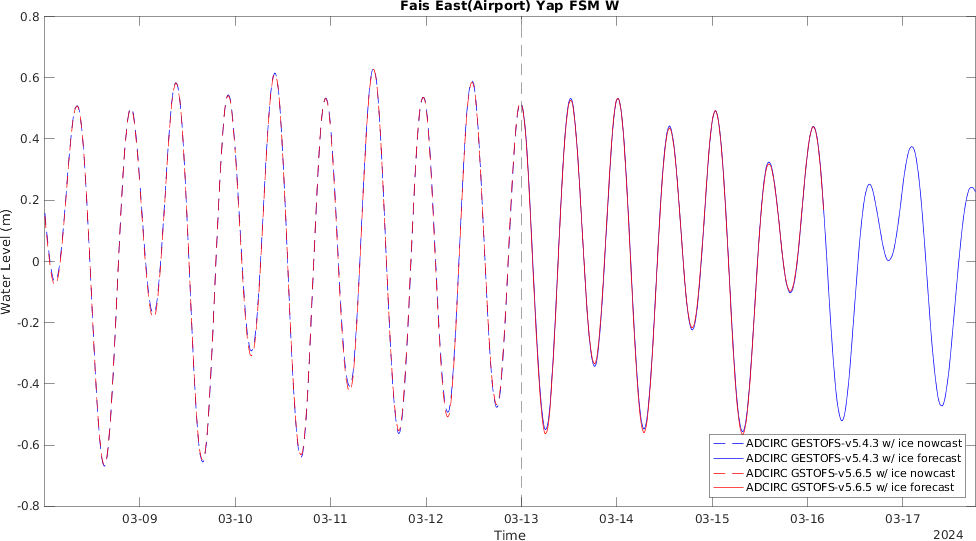 Fais East(Airport) Yap FSM W
0.8
0.6
0.4
0.2
0
-0.2
-0.4
-0.6
-0.8
Water Level (m)
ADCIRC GESTOFS-v5.4.3 w/ ice nowcast
ADCIRC GESTOFS-v5.4.3 w/ ice forecast
ADCIRC GSTOFS-v5.6.5 w/ ice nowcast
ADCIRC GSTOFS-v5.6.5 w/ ice forecast
03-09 03-10 03-11 03-12 03-13 03-14 03-15 03-16 03-17
Time
2024